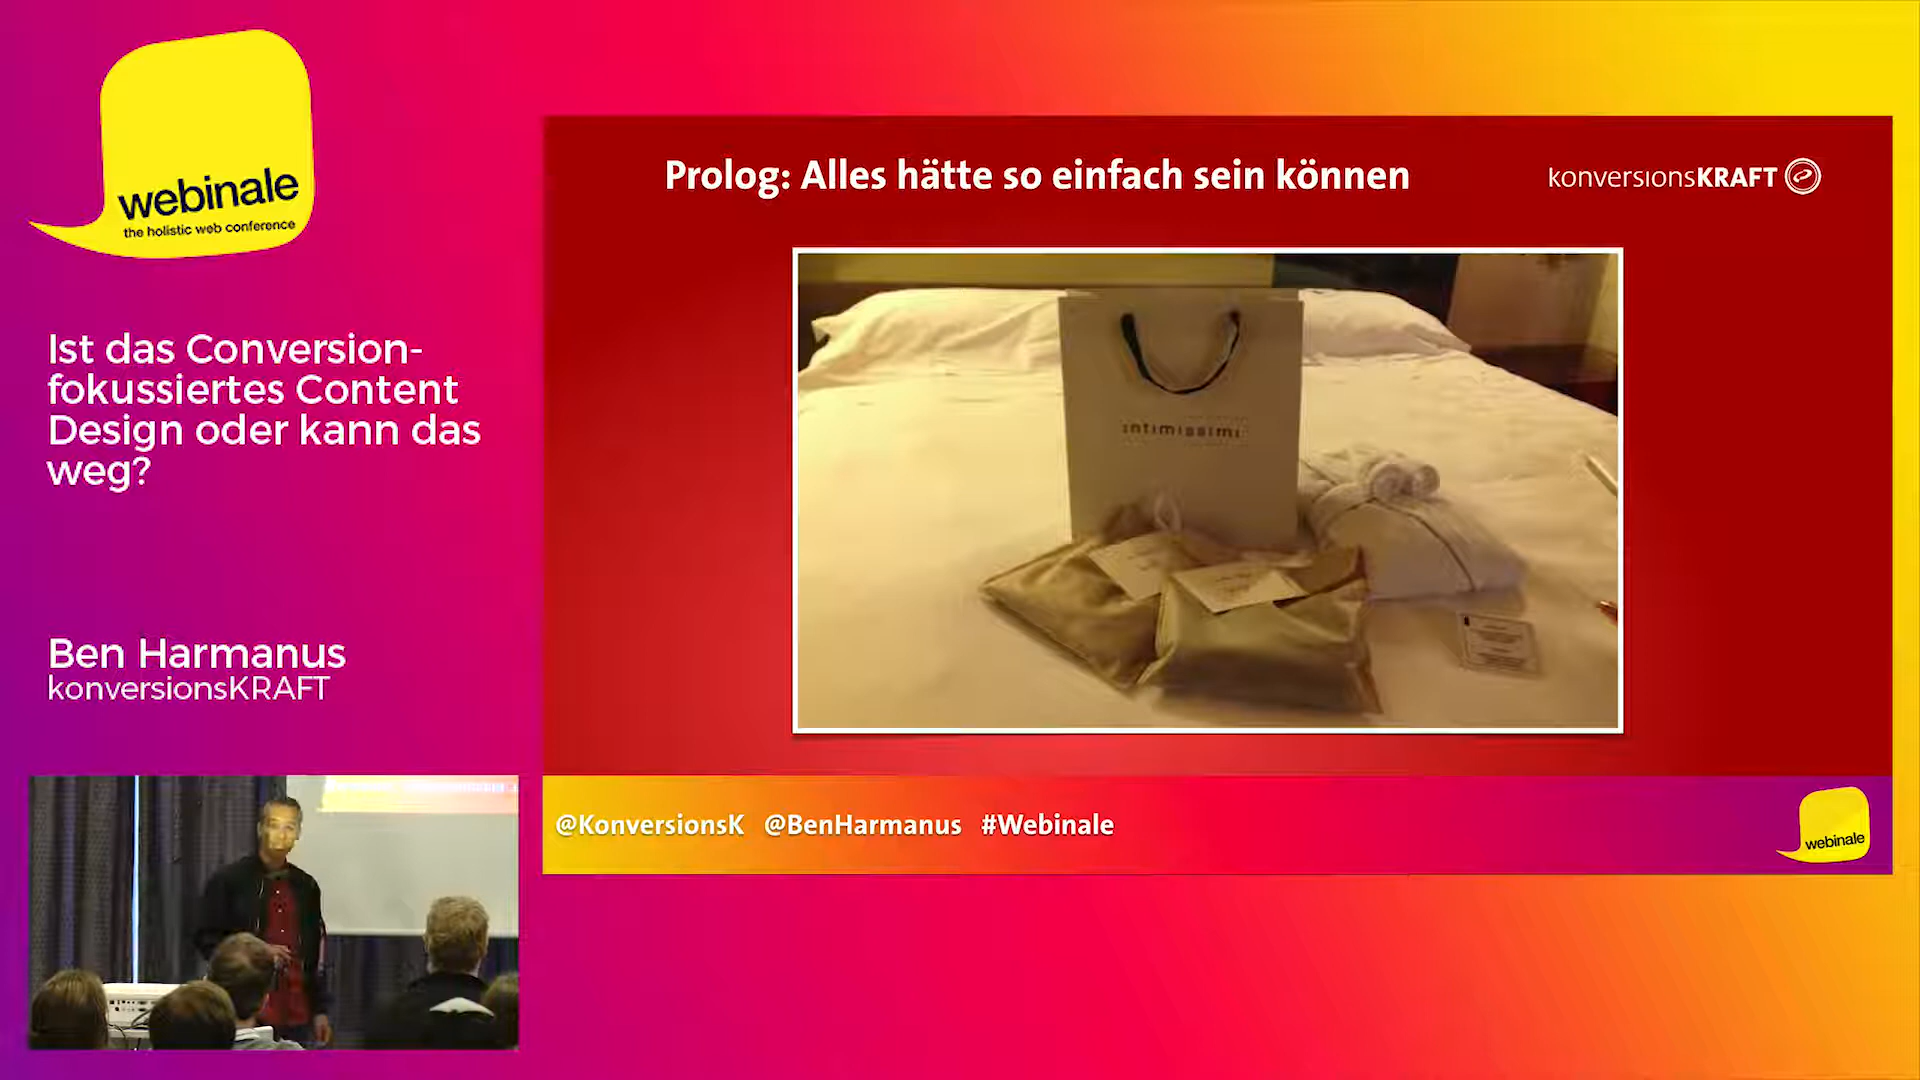 webinale
the holistic web conference
Ist das Conversion-
fokussiertes Content
Design oder kann das
weg?
Ben Harmanus
konversionsKRAFT
Prolog: Alles hätte so einfach sein können
konversionsKRAFT
intimissimi
@KonversionsK @BenHarmanus #Webinale
webinale